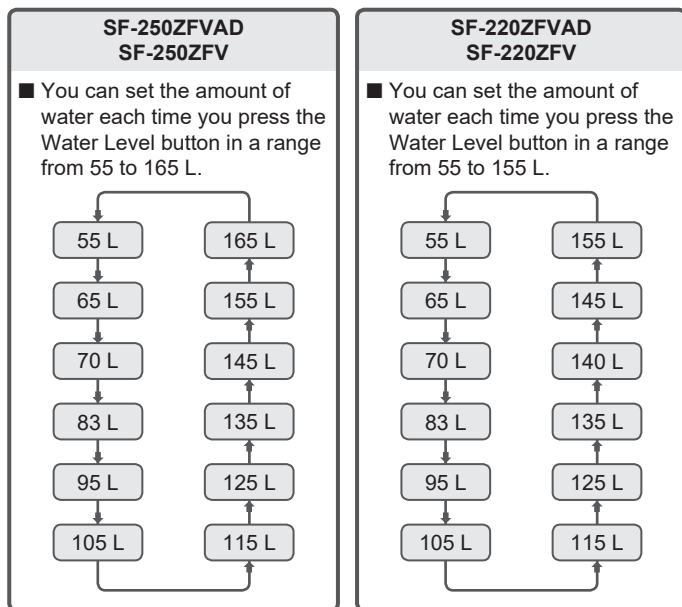 SF-250ZFVAD
SF-250ZFV
■ You can set the amount of
water each time you press the
Water Level button in a range
from 55 to 165 L.
55 L
65 L
70 L
83 L
95 L
105 L
115 L
125 L
135 L
145 L
155 L
165 L
SF-220ZFVAD
SF-220ZFV
■ You can set the amount of
water each time you press the
Water Level button in a range
from 55 to 155 L.
55 L
65 L
70 L
83 L
95 L
105 L
115 L
125 L
135 L
140 L
145 L
155 L